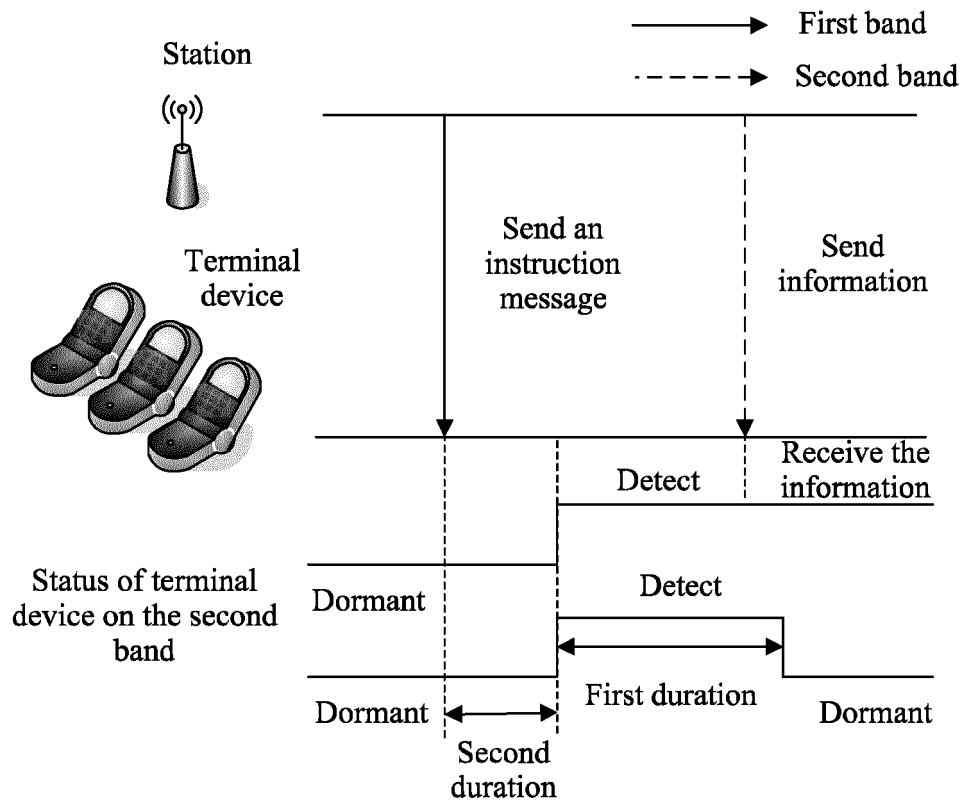 First band
Station
Second band
Send an
instruction
message
Send
information
Terminal
device
Receive the
information
Detect
Status of terminal
device on the second
band
Dormant
Detect
First duration
Dormant
Dormant
Second
duration